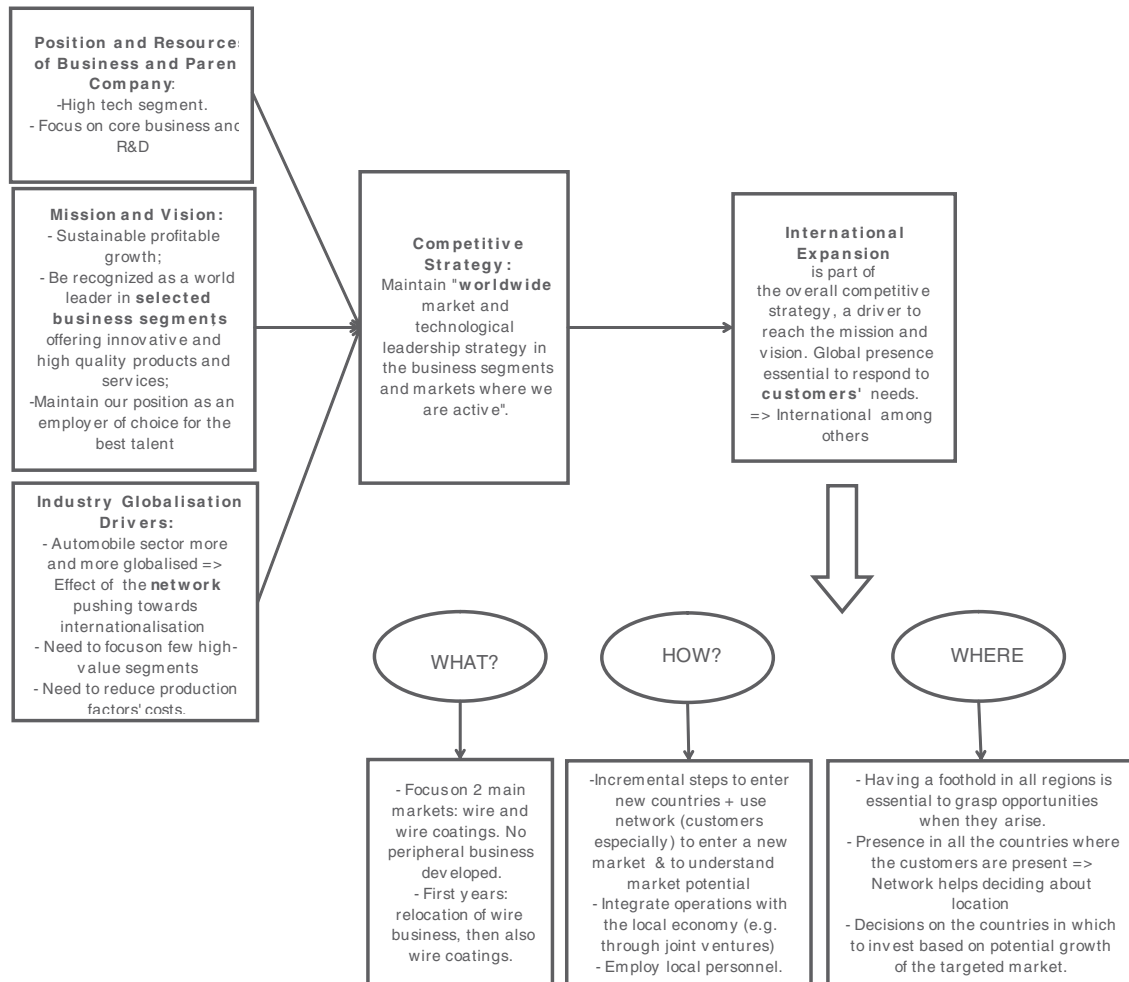 Position and Resource
of Business and Paren
Company:
-High tech segment.
- Focus on core business and
R&D
Mission and Vision:
- Sustainable profitable
growth;
- Be recognized as a world
leader in selected
business segments,
offering innovative and
high quality products and
services;
-Maintain our position as an
employer of choice for the
best talent
Industry Globalisation
Drivers:
- Automobile sector more
and more globalised =>
Effect of the network
pushing towards
internationalisation
- Need to focus on few high-
value segments
- Need to reduce production
factors' costs.
Competitive
Strategy:
Maintain "worldwide
market and
technological
leadership strategy in
the business segments
and markets where we
are active".
International
Expansion
is part of
the overall competitive
strategy, a driver to
reach the mission and
vision. Global presence
essential to respond to
customers' needs.
=> International among
others
WHAT?
HOW?
WHERE
- Focus on 2 main
markets: wire and
wire coatings. No
peripheral business
developed.
- First years:
relocation of wire
business, then also
wire coatings.
-Incremental steps to enter
new countries + use
network (customers
especially) to enter a new
market & to understand
market potential
- Integrate operations with
the local economy (e.g.
through joint ventures)
- Employ local personnel.
- Having a foothold in all regions is
essential to grasp opportunities
when they arise.
- Presence in all the countries where
the customers are present =>
Network helps deciding about
location
- Decisions on the countries in which
to invest based on potential growth
of the targeted market.